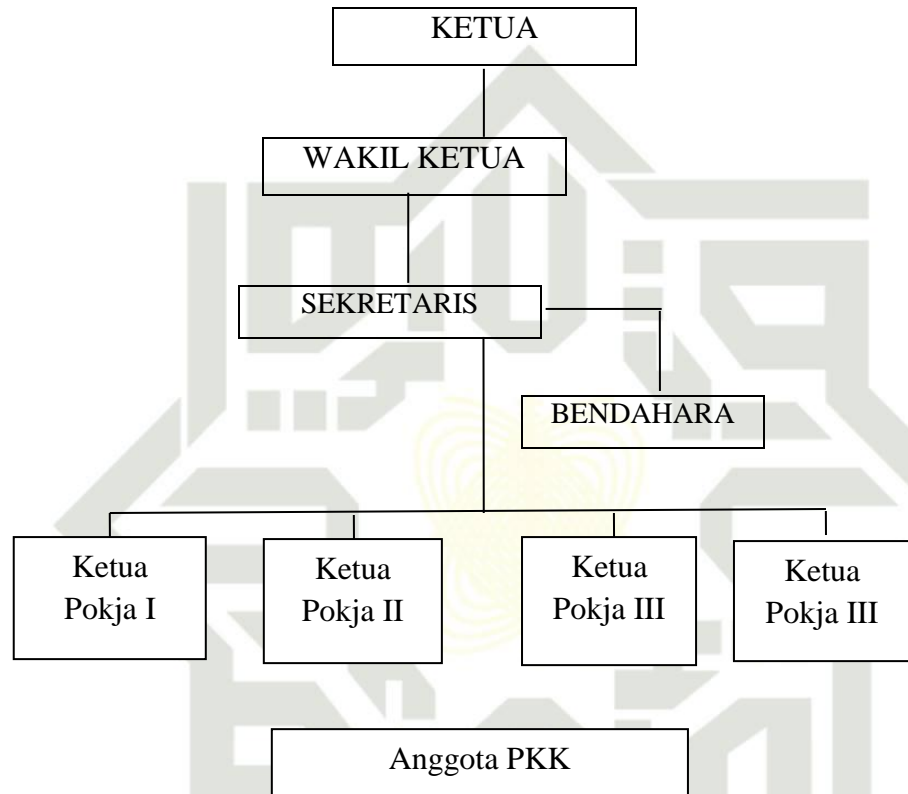 KETUA
WAKIL KETUA
SEKRETARIS
BENDAHARA
Ketua
Pokja I
Ketua
Pokja II
Ketua
Pokja III
Ketua
Pokja III
Anggota PKK